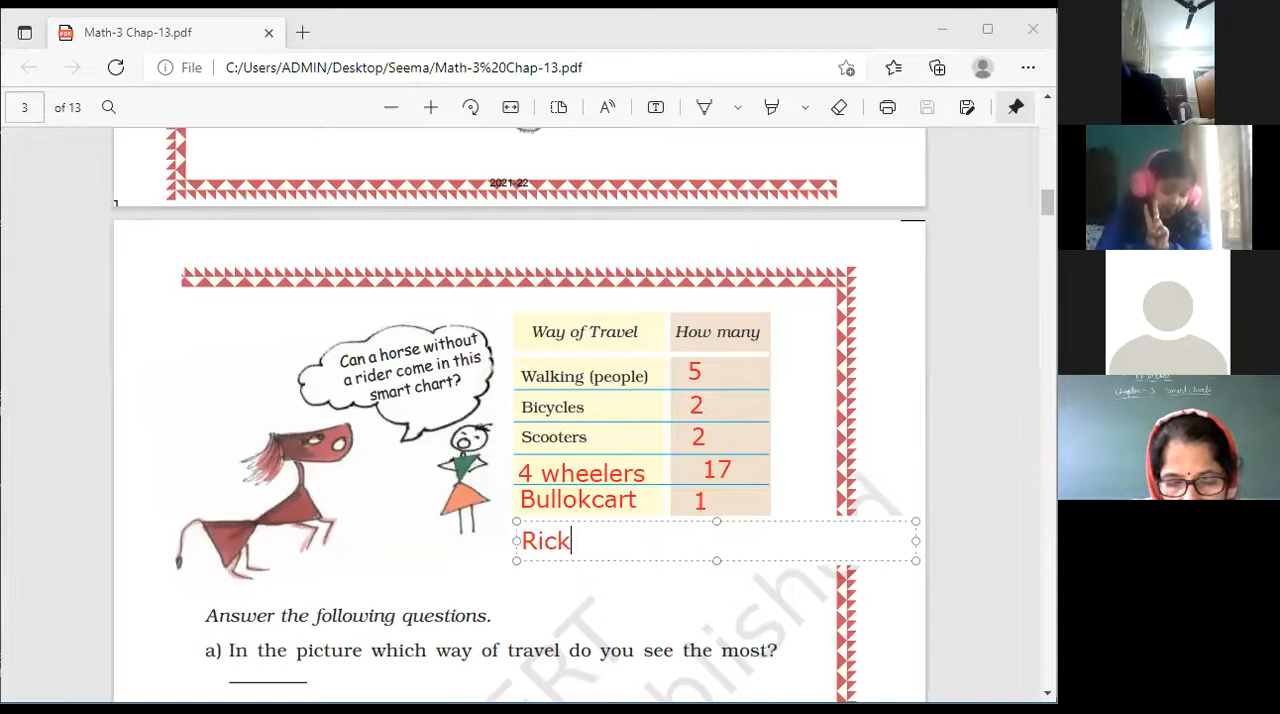 Math-3 Chap-13.pdf
File C:/Users/ADMIN/Desktop/Seema/Math-3%20Chap-13.pdf
3 of 13
2021-22
Can a horse without
a rider come in this
smart chart?
Way of Travel How many
Walking (people) 5
Bicycles 2
Scooters 2
4 wheelers 17
Bullokcart 1
Rick
Answer the following questions.
a) In the picture which way of travel do you see the most?
Smart Charts